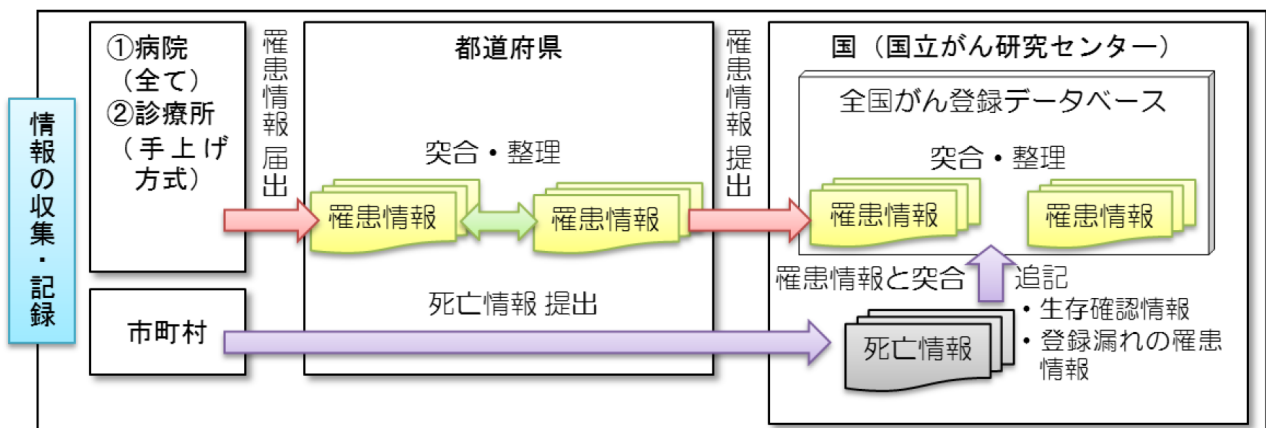 情報の収集・記録
①病院
（全て）
②診療所
（手上げ
方式）
市町村
罹患情報 届出
都道府県
突合・整理
罹患情報
罹患情報
死亡情報 提出
罹患情報 提出
国（国立がん研究センター）
全国がん登録データベース
突合・整理
罹患情報
罹患情報
罹患情報と突合
追記
・生存確認情報
・登録漏れの罹患
情報
死亡情報